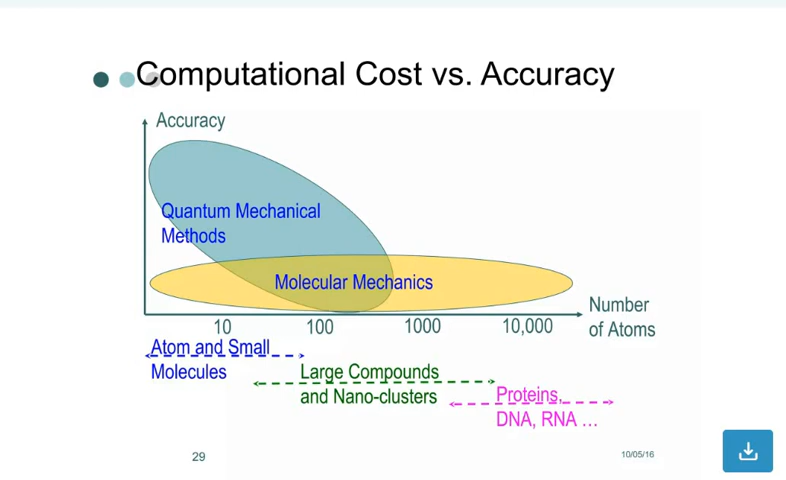 Computational Cost vs. Accuracy
Accuracy
Quantum Mechanical
Methods
Molecular Mechanics
Number
of Atoms
10
100
1000
10,000
Atom and Small
Molecules
Large Compounds
and Nano-clusters
Proteins,
DNA, RNA ...
29
10/05/16